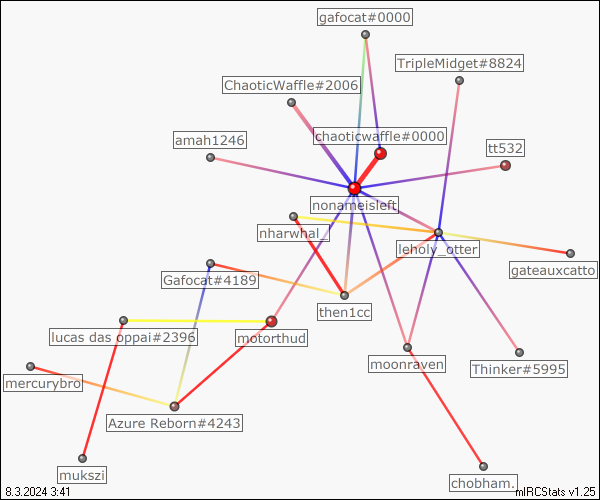 gafocat#0000
TripleMidget#8824
ChaoticWaffle#2006
chaoticwaffle#0000
amah1246
tt532
nonameisleft
nharwhal_
leholy_otter
gateauxcatto
Gafocat#4189
then1cc
lucas das oppai#2396
motorthud
moonraven
Thinker#5995
mercurybro
Azure Reborn#4243
mukszi
chobham.
8.3.2024 3:41
mIRCStats v1.25